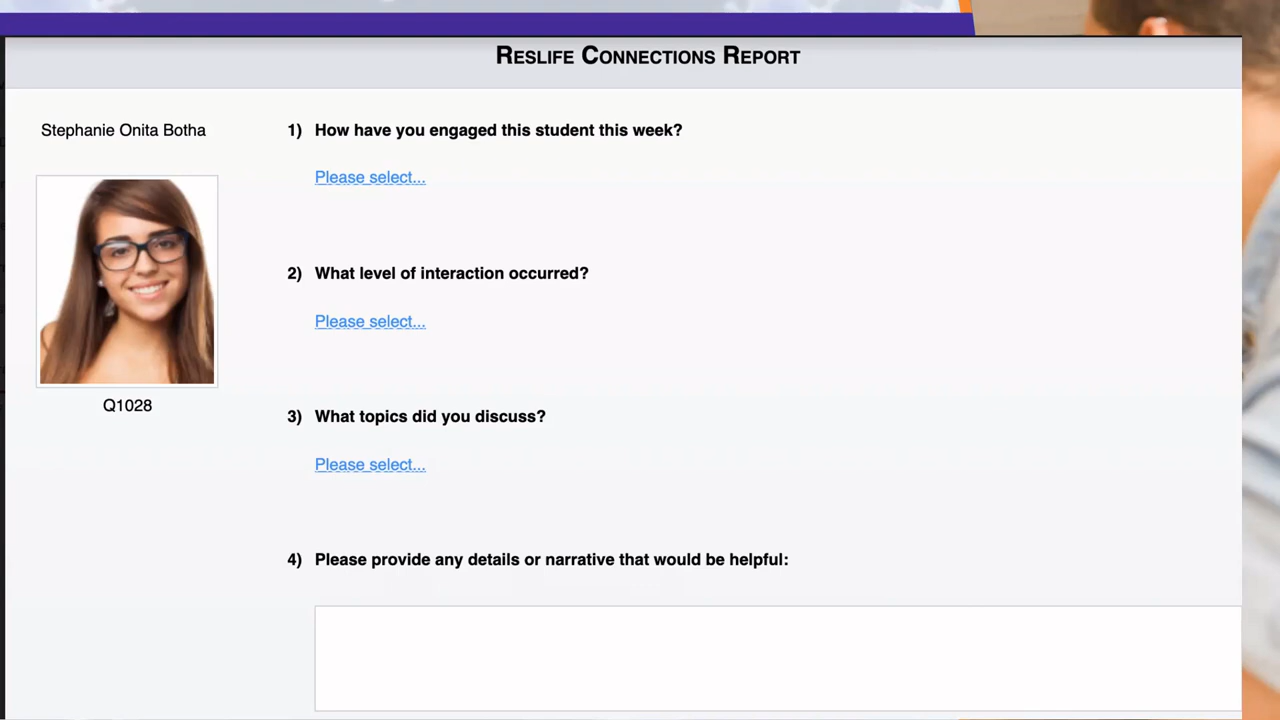 RESLIFE CONNECTIONS REPORT
Stephanie Onita Botha
Q1028
1) How have you engaged this student this week?
Please select...
2) What level of interaction occurred?
Please select...
3) What topics did you discuss?
Please select...
4) Please provide any details or narrative that would be helpful: